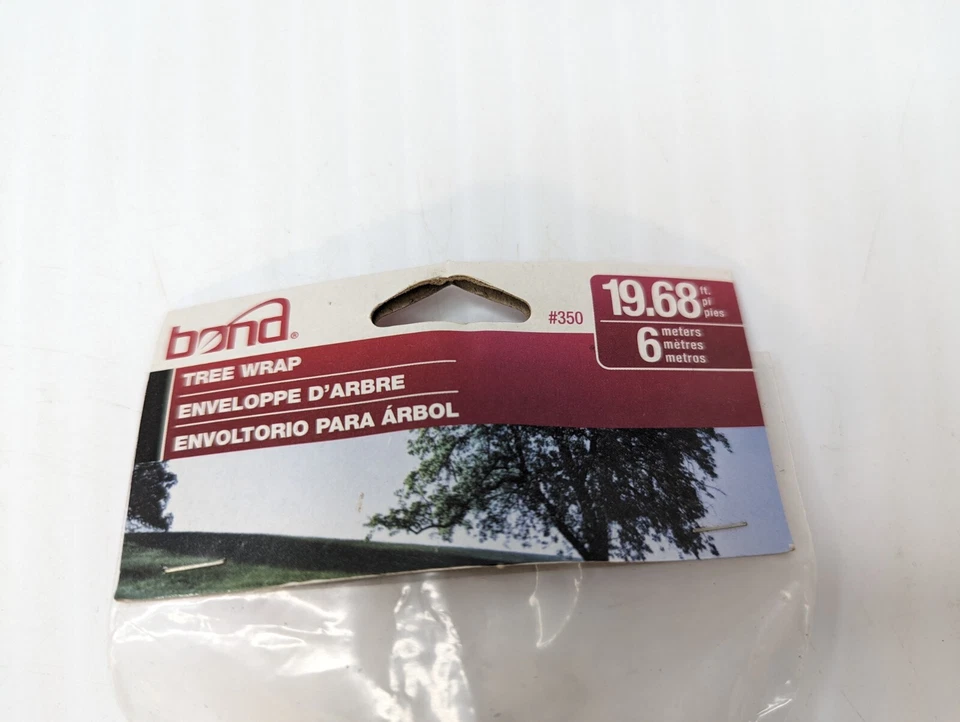 bond®
TREE WRAP
ENVELOPPE D'ARBRE
ENVOLTORIO PARA ÁRBOL
#350
19.68 ft.
pi
pies
6 meters
mètres
metros